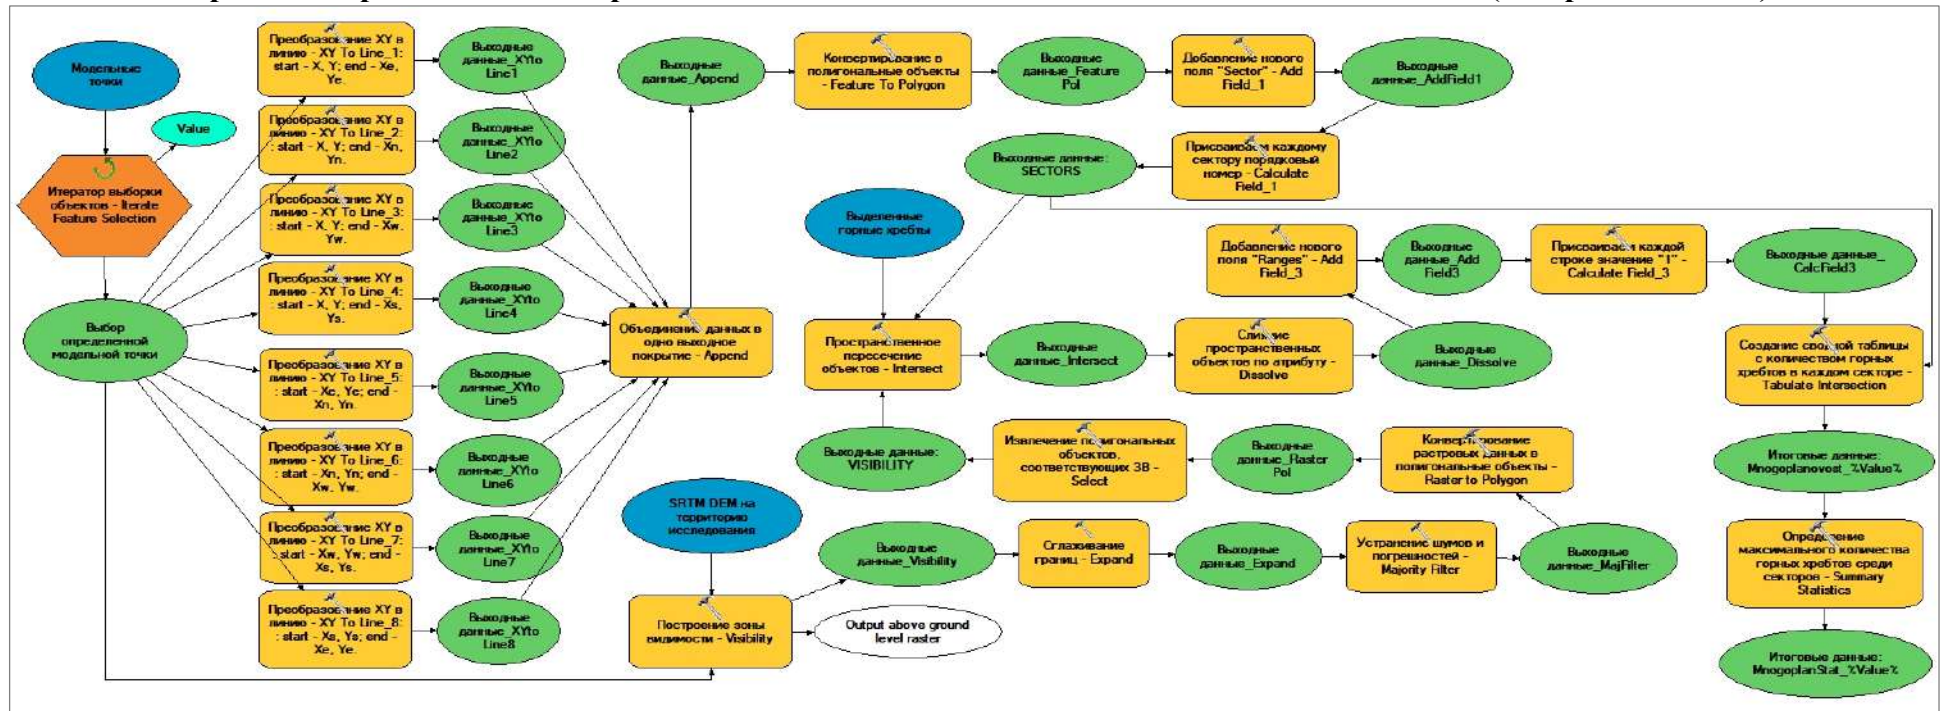 Модельные
точки
Value
Итератор выборки
объектов - Iterate
Feature Selection
Выбор
определенной
модельной точки
Преобразование XY в
линию - XY To Line_1:
start - X, Y; end - Xe,
Ye.
Преобразование XY в
линию - XY To Line_2:
: start - X, Y; end - Xn,
Yn.
Преобразование XY в
линию - XY To Line_3:
: start - X, Y; end - Xw.
Yw.
Преобразование XY в
линию - XY To Line_4:
: start - X, Y; end - Xs,
Ys.
Преобразование XY в
линию - XY To Line_5:
: start - Xe, Ye; end -
Xn, Yn.
Преобразование XY в
линию - XY To Line_6:
: start - Xn, Yn; end -
Xw, Yw.
Преобразование XY в
линию - XY To Line_7:
: start - Xw, Yw; end -
Xs, Ys.
Преобразование XY в
линию - XY To Line_8:
: start - Xs, Ys; end -
Xe, Ye.
Выходные
данные_XYto
Line1
Выходные
данные_XYto
Line2
Выходные
данные_XYto
Line3
Выходные
данные_XYto
Line4
Выходные
данные_XYto
Line5
Выходные
данные_XYto
Line6
Выходные
данные_XYto
Line7
Выходные
данные_XYto
Line8
Объединение данных в
одно выходное
покрытие - Append
Выходные
данные_Append
Конвертирование в
полигональные объекты
- Feature To Polygon
Выходные
данные_Feature
Pol
Добавление нового
поля "Sector" - Add
Field_1
Выходные
данные_AddField1
Присваиваем каждому
сектору порядковый
номер - Calculate
Field_1
Выходные данные:
SECTORS
Выделенные
горные хребты
Пространственное
пересечение
объектов - Intersect
Выходные
данные_Intersect
Слияние
пространственных
объектов по атрибуту -
Dissolve
Выходные
данные_Dissolve
Добавление нового
поля "Ranges" - Add
Field_3
Выходные
данные_Add
Field3
Присваиваем каждой
строке значение "1" -
Calculate Field_3
Выходные данные_
CalcField3
Создание сводной таблицы
с количеством горных
хребтов в каждом секторе -
Tabulate Intersection
Итоговые данные:
Mnogoplanovost_%Value%
Определение
максимального количества
горных хребтов среди
секторов - Summary
Statistics
Итоговые данные:
MnogoplanStat_%Value%
SRTM DEM на
территорию
исследования
Построение зоны
видимости - Visibility
Output above ground
level raster
Выходные
данные_Visibility
Сглаживание
границ - Expand
Выходные
данные_Expand
Устранение шумов и
погрешностей -
Majority Filter
Выходные
данные_MajFilter
Конвертирование
растровых данных в
полигональные объекты -
Raster to Polygon
Выходные
данные_Raster
Pol
Извлечение полигональных
объектов,
соответствующих ЗВ -
Select
Выходные данные:
VISIBILITY